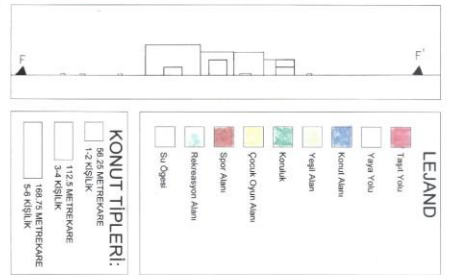 F
F'
LEJAND
Taşıt Yolu
Yaya Yolu
Konut Alanı
Yeşil Alan
Koruluk
Çocuk Oyun Alanı
Spor Alanı
Rekreasyon Alanı
Su Ögesi
KONUT TİPLERİ:
56.25 METREKARE
1-2 KİŞİLİK
112.5 METREKARE
3-4 KİŞİLİK
168.75 METREKARE
5-6 KİŞİLİK